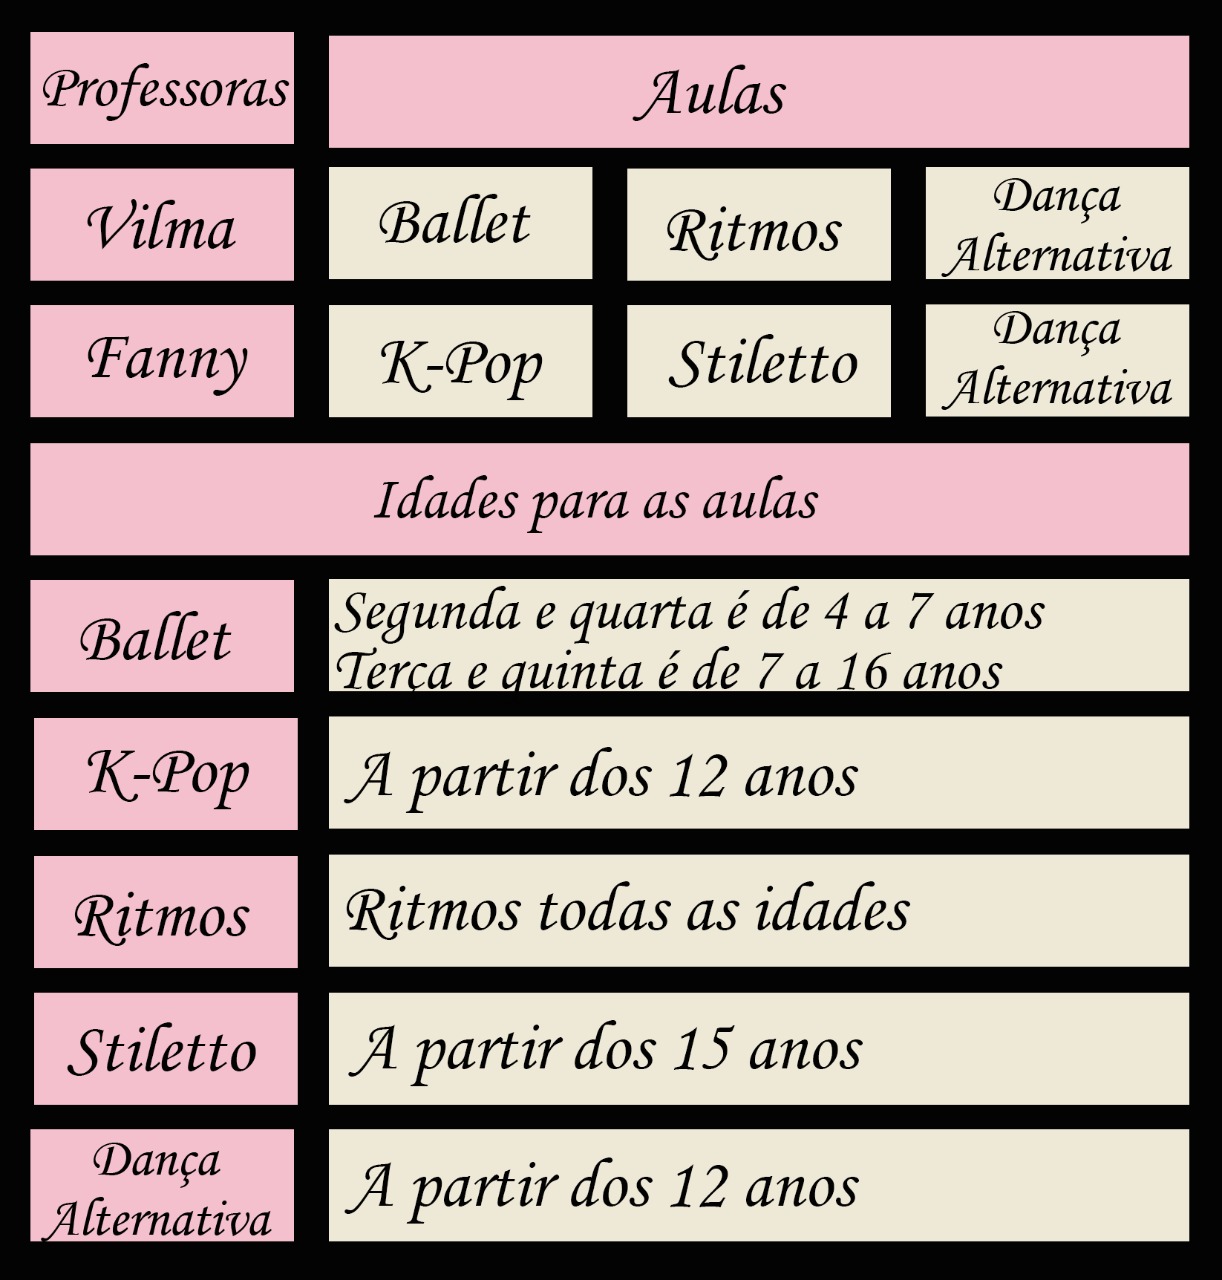 Professoras
Aulas
Vilma
Ballet
Ritmos
Dança
Alternativa
Fanny
K-Pop
Stiletto
Dança
Alternativa
Idades para as aulas
Ballet
Segunda e quarta é de 4 a 7 anos
Terça e quinta é de 7 a 16 anos
K-Pop
A partir dos 12 anos
Ritmos
Ritmos todas as idades
Stiletto
A partir dos 15 anos
Dança
Alternativa
A partir dos 12 anos